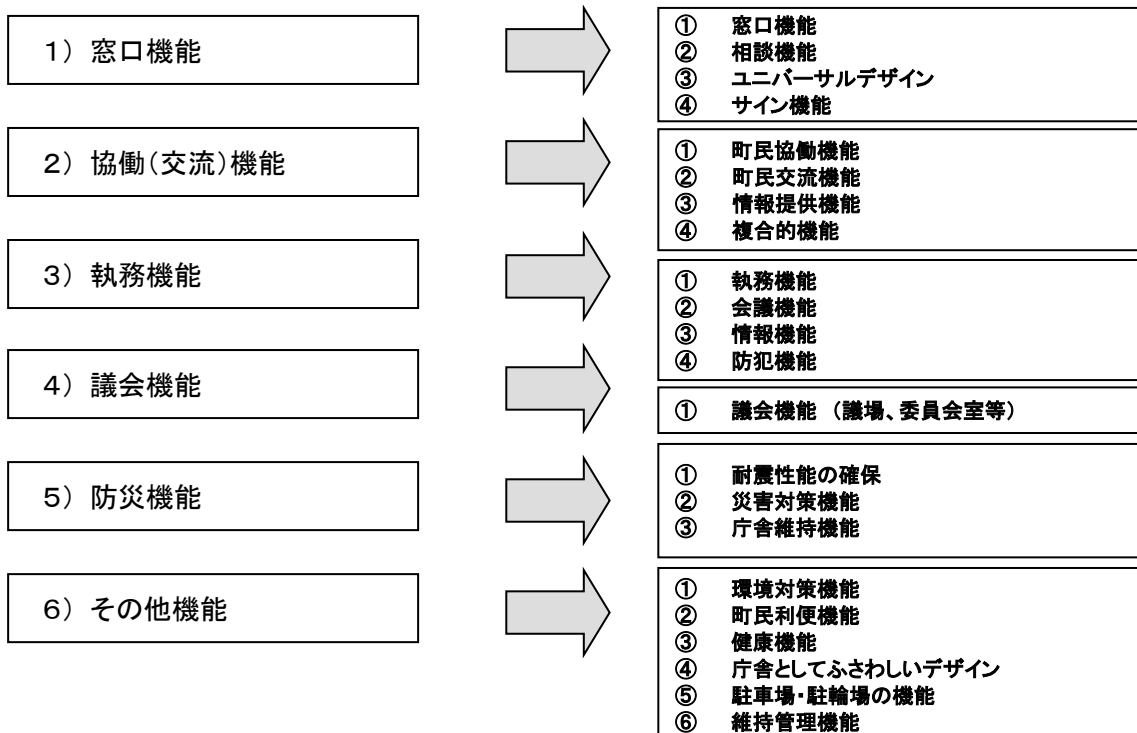 1）窓口機能
① 窓口機能
② 相談機能
③ ユニバーサルデザイン
④ サイン機能
2）協働（交流）機能
① 町民協働機能
② 町民交流機能
③ 情報提供機能
④ 複合的機能
3）執務機能
① 執務機能
② 会議機能
③ 情報機能
④ 防犯機能
4）議会機能
① 議会機能 （議場、委員会室等）
5）防災機能
① 耐震性能の確保
② 災害対策機能
③ 庁舎維持機能
6）その他機能
① 環境対策機能
② 町民利便機能
③ 健康機能
④ 庁舎としてふさわしいデザイン
⑤ 駐車場・駐輪場の機能
⑥ 維持管理機能